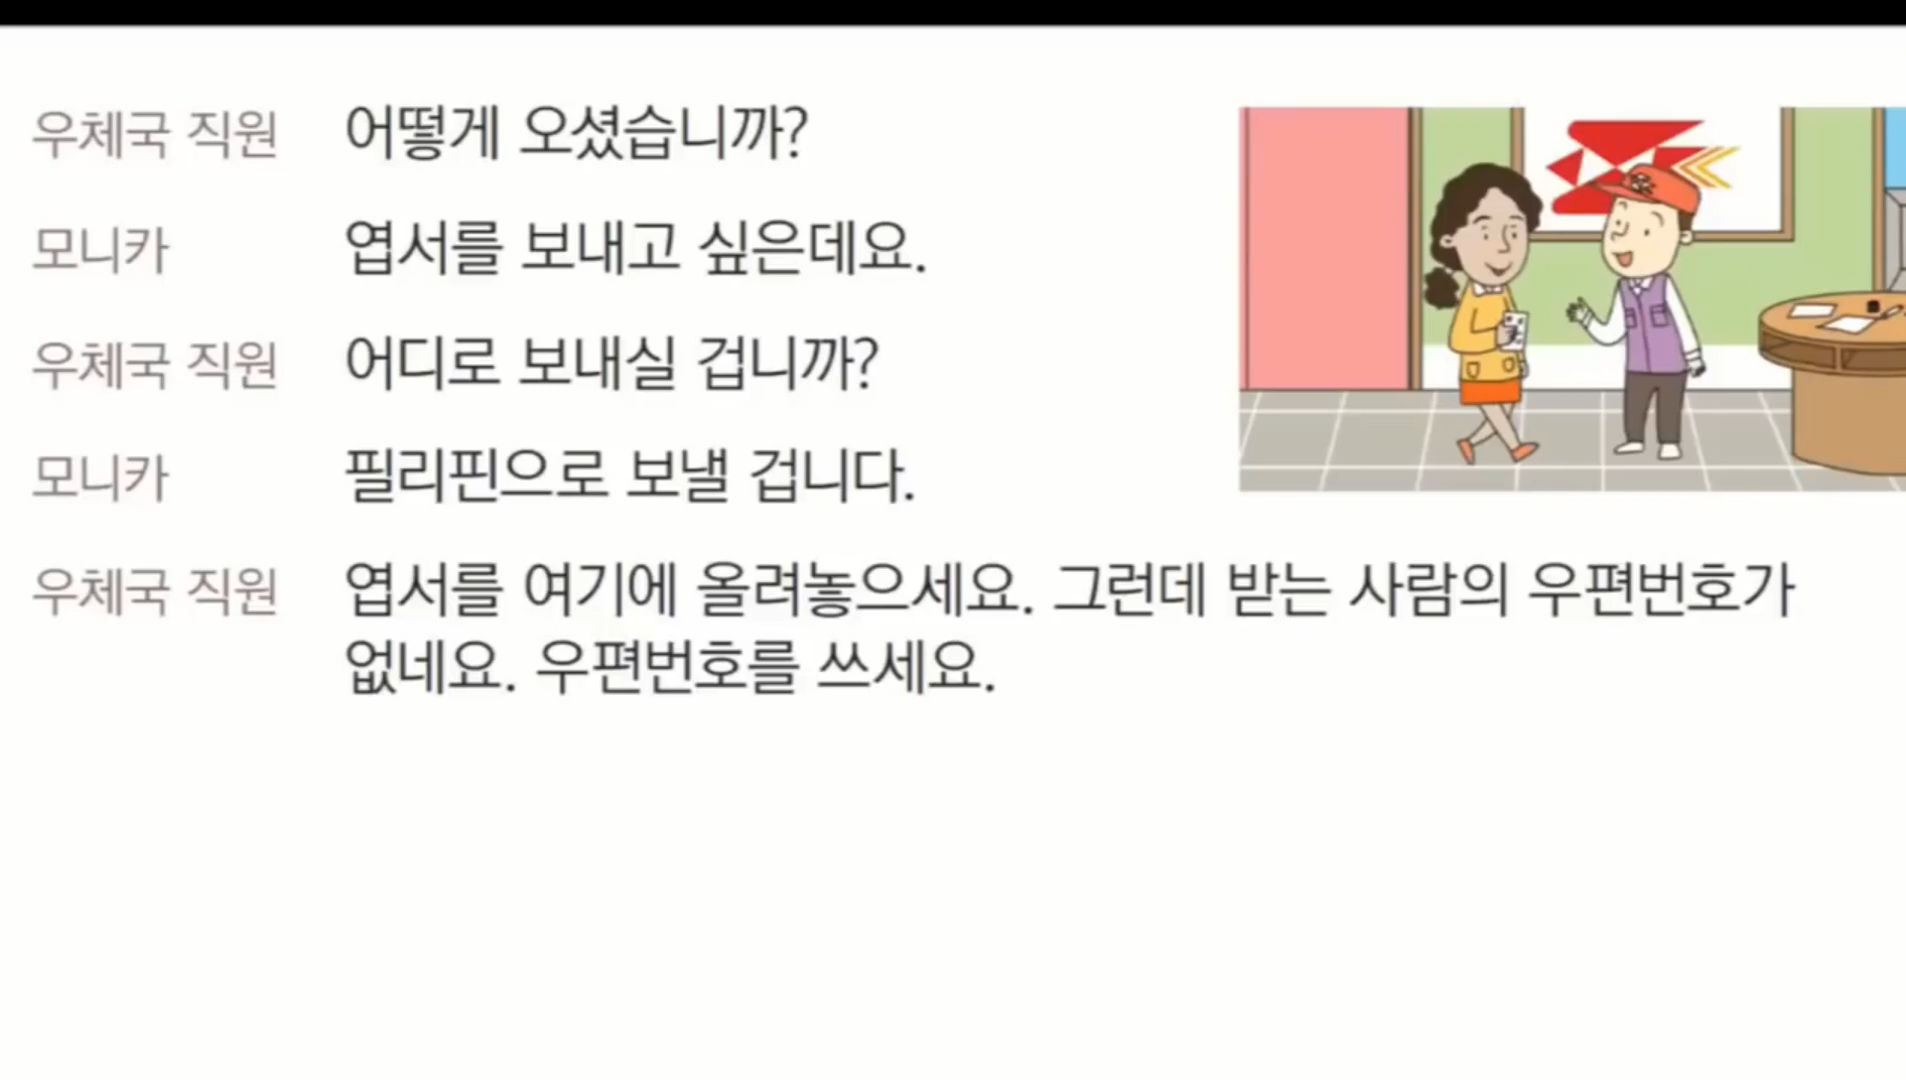 우체국 직원 어떻게 오셨습니까?
모니카 엽서를 보내고 싶은데요.
우체국 직원 어디로 보내실 겁니까?
모니카 필리핀으로 보낼 겁니다.
우체국 직원 엽서를 여기에 올려놓으세요. 그런데 받는 사람의 우편번호가
없네요. 우편번호를 쓰세요.